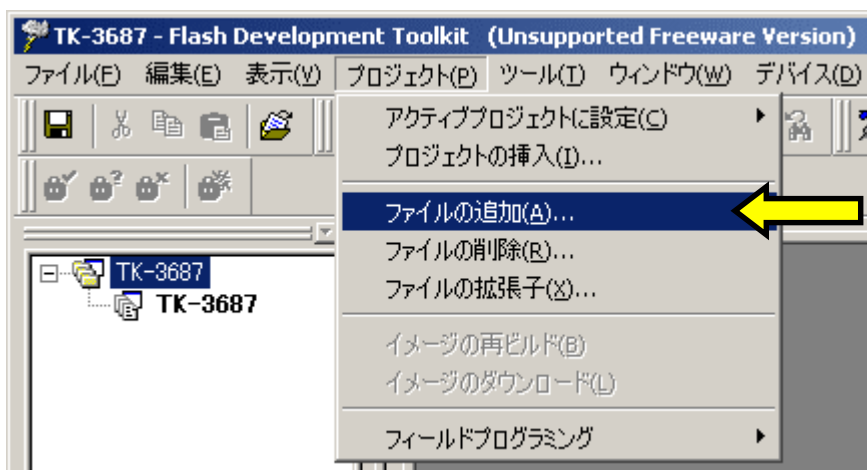 TK-3687 - Flash Development Toolkit (Unsupported Freeware Version)
ファイル(F) 編集(E) 表示(V) プロジェクト(P) ツール(T) ウィンドウ(W) デバイス(D)
アクティブプロジェクトに設定(C)
プロジェクトの挿入(I)...
ファイルの追加(A)...
ファイルの削除(R)...
ファイルの拡張子(X)...
イメージの再ビルド(B)
イメージのダウンロード(L)
フィールドプログラミング
TK-3687
TK-3687